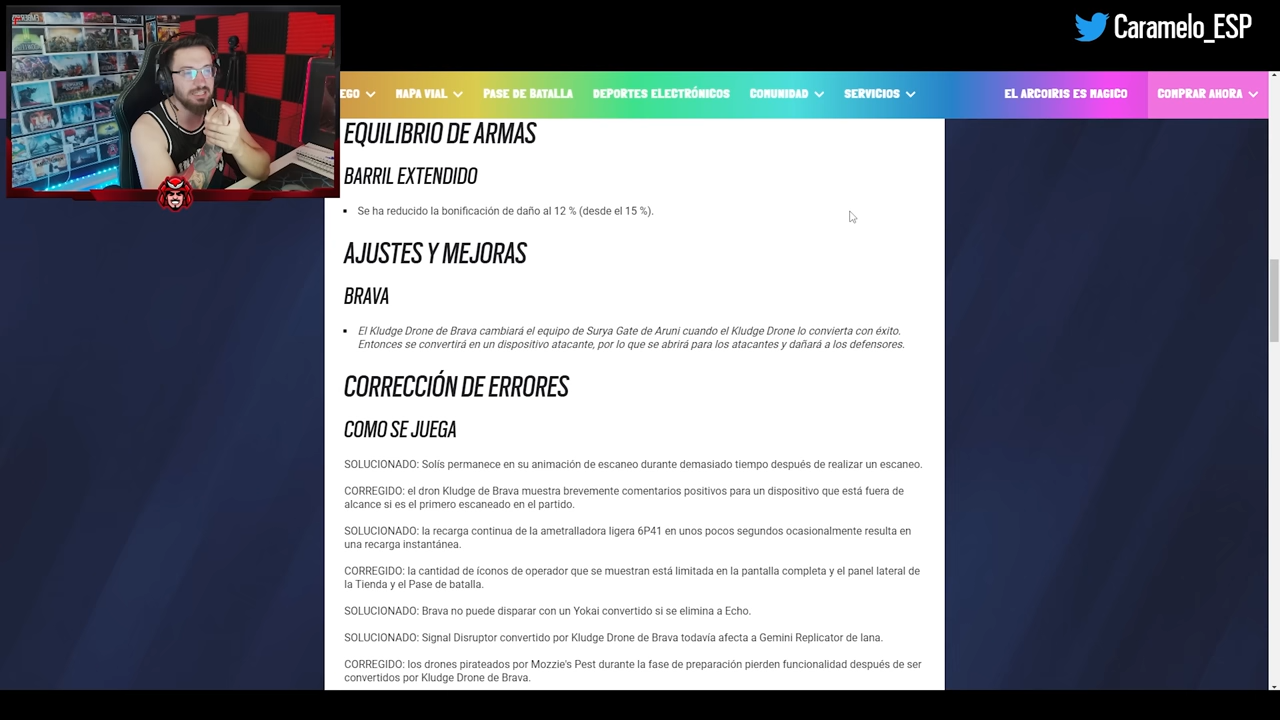 Caramelo_ESP
EGO MAPA VIAL PASE DE BATALLA DEPORTES ELECTRÓNICOS COMUNIDAD SERVICIOS EL ARCOIRIS ES MAGICO COMPRAR AHORA
EQUILIBRIO DE ARMAS
BARRIL EXTENDIDO
Se ha reducido la bonificación de daño al 12 % (desde el 15 %).
AJUSTES Y MEJORAS
BRAVA
El Kludge Drone de Brava cambiará el equipo de Surya Gate de Aruni cuando el Kludge Drone lo convierta con éxito.
Entonces se convertirá en un dispositivo atacante, por lo que se abrirá para los atacantes y dañará a los defensores.
CORRECCIÓN DE ERRORES
COMO SE JUEGA
SOLUCIONADO: Solís permanece en su animación de escaneo durante demasiado tiempo después de realizar un escaneo.
CORREGIDO: el dron Kludge de Brava muestra brevemente comentarios positivos para un dispositivo que está fuera de
alcance si es el primero escaneado en el partido.
SOLUCIONADO: la recarga continua de la ametralladora ligera 6P41 en unos pocos segundos ocasionalmente resulta en
una recarga instantánea.
CORREGIDO: la cantidad de íconos de operador que se muestran está limitada en la pantalla completa y el panel lateral de
la Tienda y el Pase de batalla.
SOLUCIONADO: Brava no puede disparar con un Yokai convertido si se elimina a Echo.
SOLUCIONADO: Signal Disruptor convertido por Kludge Drone de Brava todavía afecta a Gemini Replicator de Iana.
CORREGIDO: los drones pirateados por Mozzie's Pest durante la fase de preparación pierden funcionalidad después de ser
convertidos por Kludge Drone de Brava.